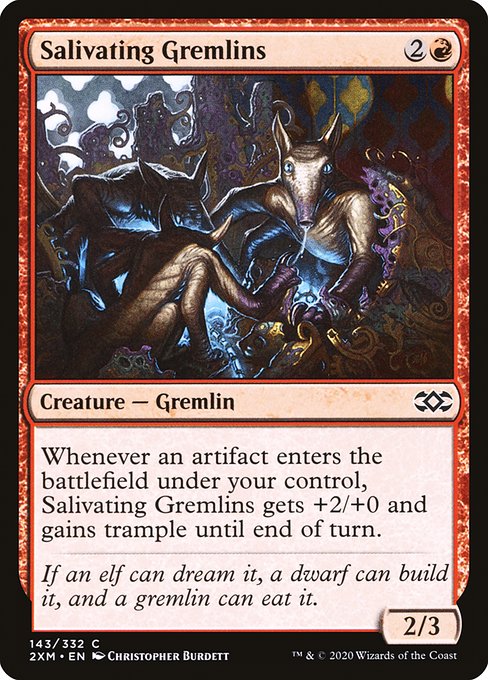 Salivating Gremlins 2
Creature — Gremlin
Whenever an artifact enters the
battlefield under your control,
Salivating Gremlins gets +2/+0 and
gains trample until end of turn.
If an elf can dream it, a dwarf can build
it, and a gremlin can eat it.
2/3
143/332 C
2XM • EN Christopher Burdett
™ & © 2020 Wizards of the Coast